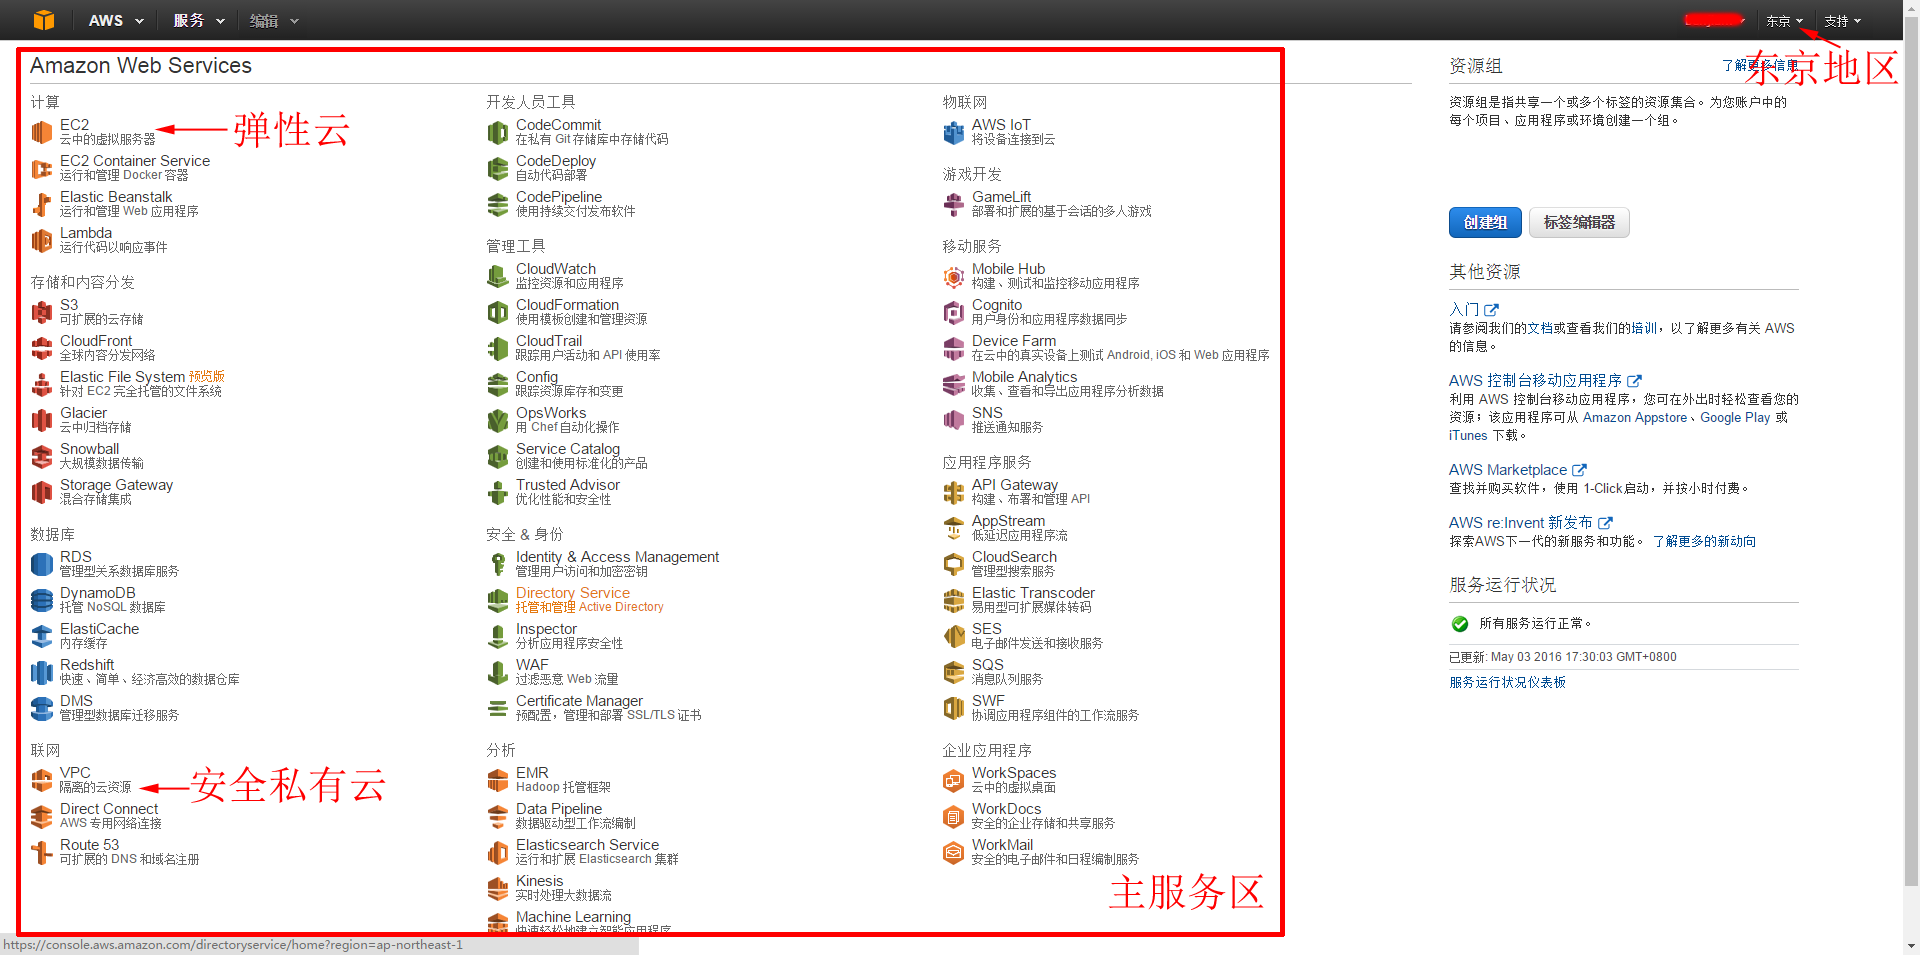 AWS
服务
编辑
东京
支持
东京地区
Amazon Web Services
计算
EC2
云中的虚拟服务器
弹性云
EC2 Container Service
运行和管理 Docker 容器
Elastic Beanstalk
运行和管理 Web 应用程序
Lambda
运行代码以响应事件
存储和内容分发
S3
可扩展的云存储
CloudFront
全球内容分发网络
Elastic File System 预览版
针对 EC2 完全托管的文件系统
Glacier
云中归档存储
Snowball
大规模数据传输
Storage Gateway
混合存储集成
数据库
RDS
管理型关系数据库服务
DynamoDB
托管 NoSQL 数据库
ElastiCache
内存缓存
Redshift
快速、简单、经济高效的数据仓库
DMS
管理型数据库迁移服务
联网
VPC
隔离的云资源
安全私有云
Direct Connect
AWS 专用网络连接
Route 53
可扩展的 DNS 和域名注册
开发人员工具
CodeCommit
在私有 Git 存储库中存储代码
CodeDeploy
自动代码部署
CodePipeline
使用持续交付发布软件
管理工具
CloudWatch
监控资源和应用程序
CloudFormation
使用模板创建和管理资源
CloudTrail
跟踪用户活动和 API 使用率
Config
跟踪资源库存和变更
OpsWorks
用 Chef 自动化操作
Service Catalog
创建和使用标准化的产品
Trusted Advisor
优化性能和安全性
安全 & 身份
Identity & Access Management
管理用户访问和加密密钥
Directory Service
托管和管理 Active Directory
Inspector
分析应用程序安全性
WAF
过滤恶意 Web 流量
Certificate Manager
预配置，管理和部署 SSL/TLS 证书
分析
EMR
Hadoop 托管框架
Data Pipeline
数据驱动型工作流编制
Elasticsearch Service
运行和扩展 Elasticsearch 集群
Kinesis
实时处理大数据流
Machine Learning
快速轻松地建立智能应用程序
物联网
AWS IoT
将设备连接到云
游戏开发
GameLift
部署和扩展的基于会话的多人游戏
移动服务
Mobile Hub
构建、测试和监控移动应用程序
Cognito
用户身份和应用程序数据同步
Device Farm
在云中的真实设备上测试 Android, iOS 和 Web 应用程序
Mobile Analytics
收集、查看和导出应用程序分析数据
SNS
推送通知服务
应用程序服务
API Gateway
构建、布署和管理 API
AppStream
低延迟应用程序流
CloudSearch
管理型搜索服务
Elastic Transcoder
易用型可扩展媒体转码
SES
电子邮件发送和接收服务
SQS
消息队列服务
SWF
协调应用程序组件的工作流服务
企业应用程序
WorkSpaces
云中的虚拟桌面
WorkDocs
安全的企业存储和共享服务
WorkMail
安全的电子邮件和日程编制服务
主服务区
资源组
了解更多信息
资源组是指共享一个或多个标签的资源集合。为您账户中的
每个项目、应用程序或环境创建一个组。
创建组
标签编辑器
其他资源
入门
请参阅我们的文档或查看我们的培训，以了解更多有关 AWS
的信息。
AWS 控制台移动应用程序
利用 AWS 控制台移动应用程序，您可在外出时轻松查看您的
资源；该应用程序可从 Amazon Appstore、Google Play 或
iTunes 下载。
AWS Marketplace
查找并购买软件，使用 1-Click启动，并按小时付费。
AWS re:Invent 新发布
探索AWS下一代的新服务和功能。 了解更多的新动向
服务运行状况
所有服务运行正常。
已更新: May 03 2016 17:30:03 GMT+0800
服务运行状况仪表板
https://console.aws.amazon.com/directoryservice/home?region=ap-northeast-1